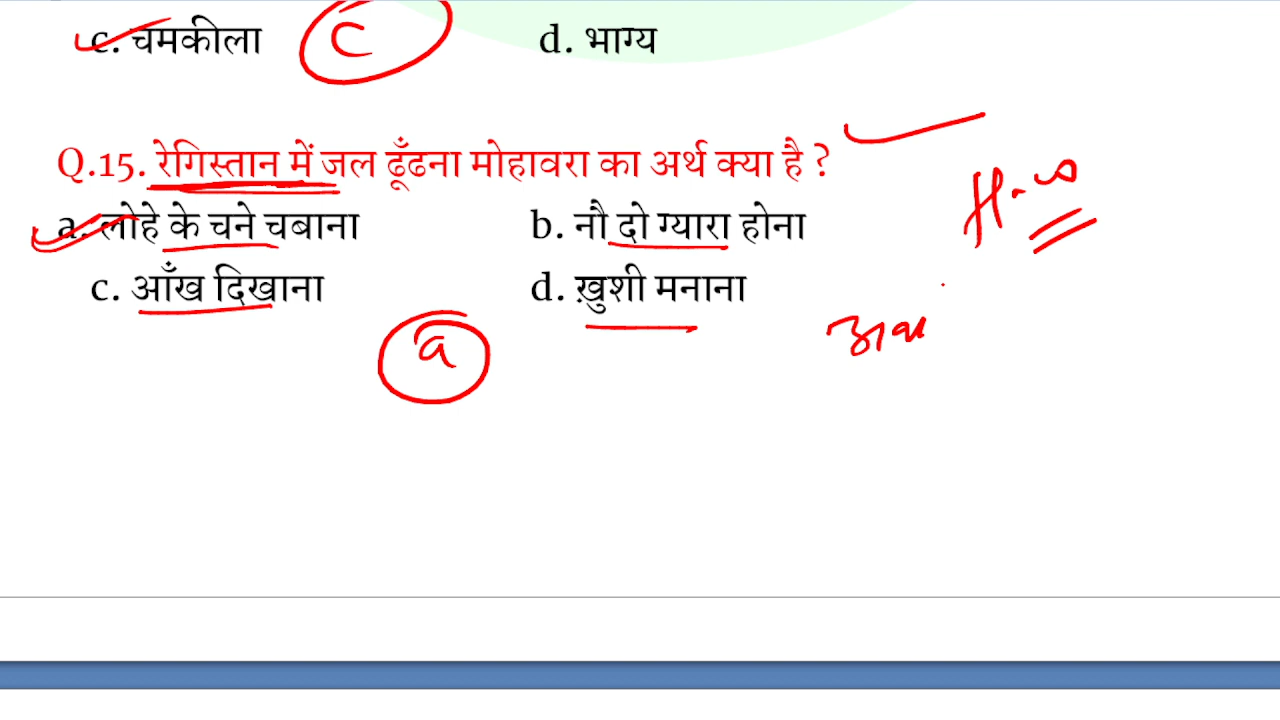 c. चमकीला C d. भाग्य
Q.15. रेगिस्तान में जल ढूँढना मोहावरा का अर्थ क्या है ?
H.W
a. लोहे के चने चबाना b. नौ दो ग्यारा होना
c. आँख दिखाना d. ख़ुशी मनाना
a